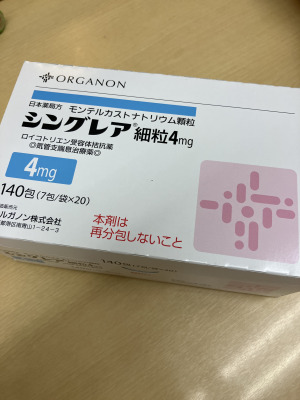 ORGANON
日本薬局方 モンテルカストナトリウム顆粒
シングレア®細粒4mg
ロイコトリエン受容体拮抗薬
◎気管支喘息治療薬◎
4mg
140包(7包/袋×20)
ルガノン株式会社
本剤は
再分包しないこと